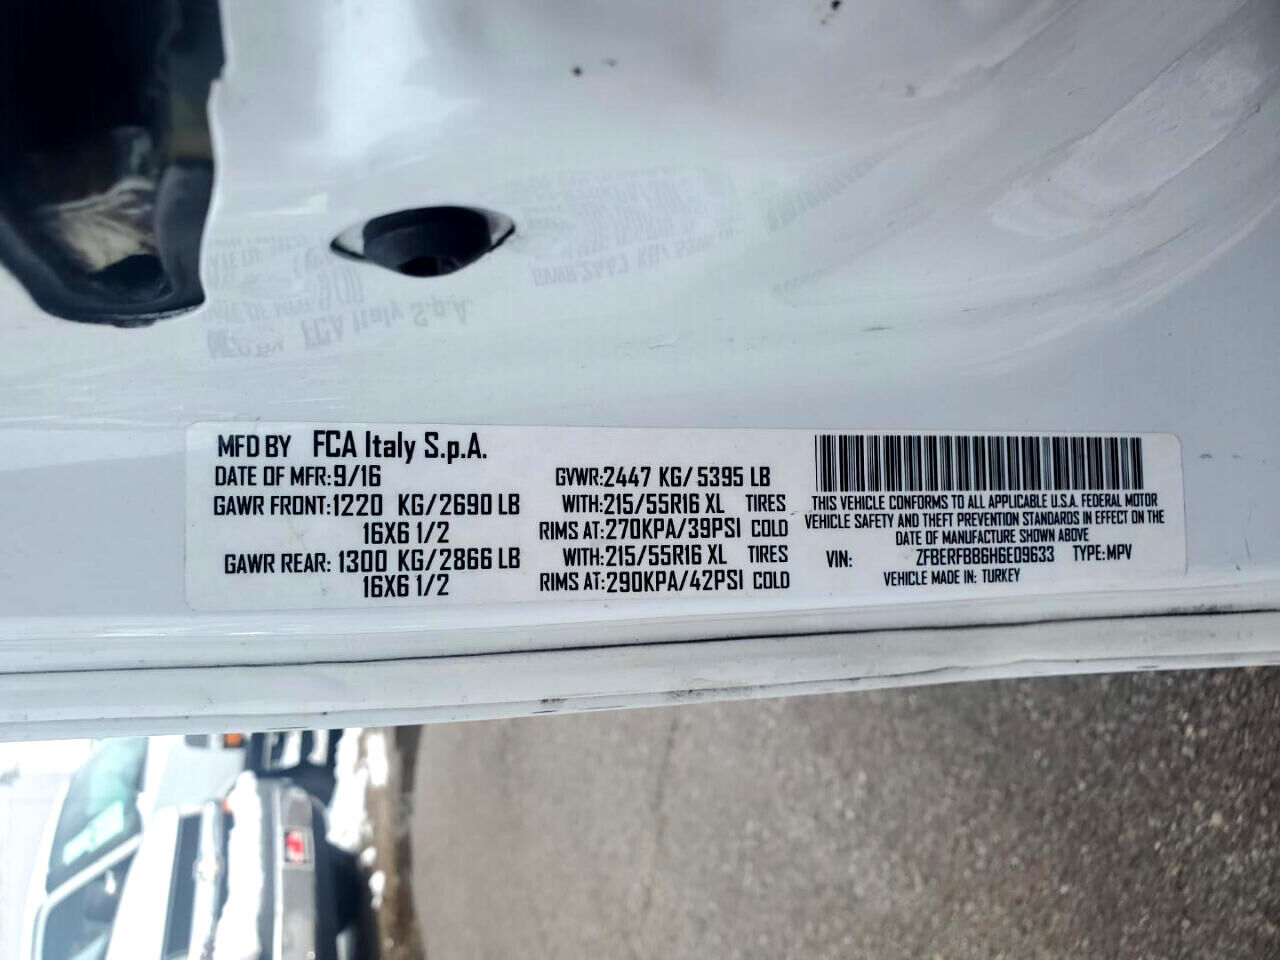 MFD BY FCA Italy S.p.A.
DATE OF MFR: 9/16 GVWR: 2447 KG/ 5395 LB
GAWR FRONT: 1220 KG/2690 LB WITH: 215/55R16 XL TIRES
16X6 1/2 RIMS AT: 270KPA/39PSI COLD
GAWR REAR: 1300 KG/2866 LB WITH: 215/55R16 XL TIRES
16X6 1/2 RIMS AT: 290KPA/42PSI COLD
THIS VEHICLE CONFORMS TO ALL APPLICABLE U.S.A. FEDERAL MOTOR
VEHICLE SAFETY AND THEFT PREVENTION STANDARDS IN EFFECT ON THE
DATE OF MANUFACTURE SHOWN ABOVE
VIN: ZFBERFBB6H6E09633 TYPE: MPV
VEHICLE MADE IN: TURKEY